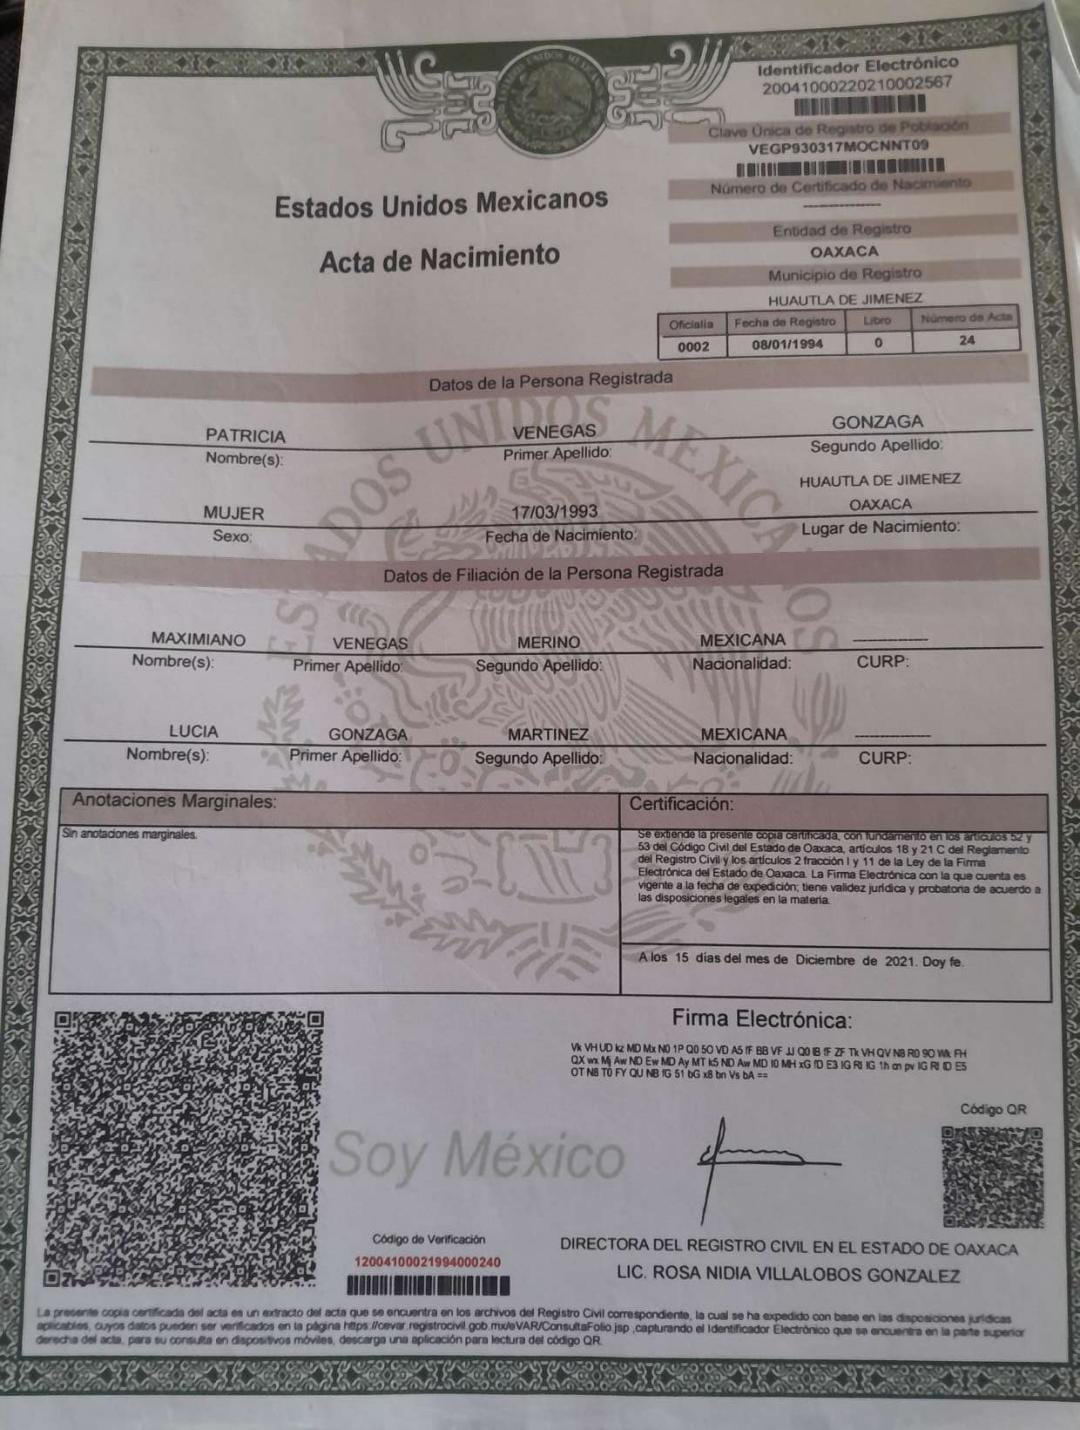 Identificador Electrónico
20041000220210002567
Clave Única de Registro de Población
VEGP930317MOCNNT09
Número de Certificado de Nacimiento
Estados Unidos Mexicanos
Acta de Nacimiento
Entidad de Registro
OAXACA
Municipio de Registro
HUAUTLA DE JIMENEZ
Oficialía Fecha de Registro Libro Número de Acta
0002 08/01/1994 0 24
Datos de la Persona Registrada
PATRICIA VENEGAS GONZAGA
Nombre(s): Primer Apellido: Segundo Apellido:
HUAUTLA DE JIMENEZ
MUJER 17/03/1993 OAXACA
Sexo: Fecha de Nacimiento: Lugar de Nacimiento:
Datos de Filiación de la Persona Registrada
MAXIMIANO VENEGAS MERINO MEXICANA
Nombre(s): Primer Apellido: Segundo Apellido: Nacionalidad: CURP:
LUCIA GONZAGA MARTINEZ MEXICANA
Nombre(s): Primer Apellido: Segundo Apellido: Nacionalidad: CURP:
ESTADOS UNIDOS MEXICANOS
Anotaciones Marginales:
Sin anotaciones marginales.
Certificación:
Se extiende la presente copia certificada, con fundamento en los artículos 52 y
53 del Código Civil del Estado de Oaxaca, artículos 18 y 21 C del Reglamento
del Registro Civil y los artículos 2 fracción I y 11 de la Ley de la Firma
Electrónica del Estado de Oaxaca. La Firma Electrónica con la que cuenta es
vigente a la fecha de expedición; tiene validez jurídica y probatoria de acuerdo a
las disposiciones legales en la materia.
A los 15 días del mes de Diciembre de 2021. Doy fe.
Firma Electrónica:
Código QR
Soy México
Código de Verificación
12004100021994000240
DIRECTORA DEL REGISTRO CIVIL EN EL ESTADO DE OAXACA
LIC. ROSA NIDIA VILLALOBOS GONZALEZ
La presente copia certificada del acta es un extracto del acta que se encuentra en los archivos del Registro Civil correspondiente, la cual se ha expedido con base en las disposiciones jurídicas
aplicables, cuyos datos pueden ser verificados en la página https://cevar.registrocivil.gob.mx/eVAR/ConsultaFolio.jsp ,capturando el Identificador Electrónico que se encuentra en la parte superior
derecha del acta, para su consulta en dispositivos móviles, descarga una aplicación para lectura del código QR.